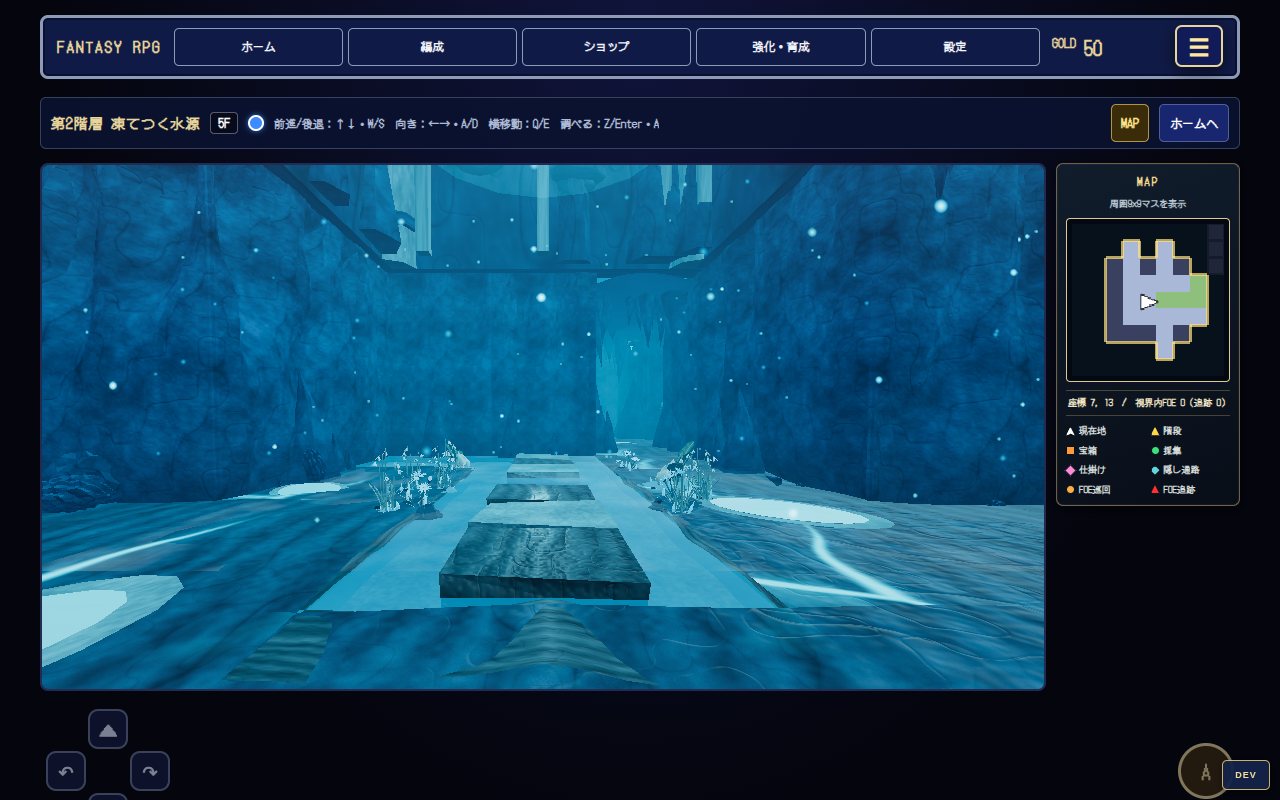 FANTASY RPG
ホーム
編成
ショップ
強化・育成
設定
GOLD 50
第2階層 凍てつく水源
5F
前進/後退：↑↓・W/S 向き：←→・A/D 横移動：Q/E 調べる：Z/Enter・A
MAP
ホームへ
MAP
周囲9x9マスを表示
座標 7, 13 / 視界内FOE 0 (追跡 0)
現在地
階段
宝箱
採集
仕掛け
隠し通路
FOE巡回
FOE追跡
A
DEV